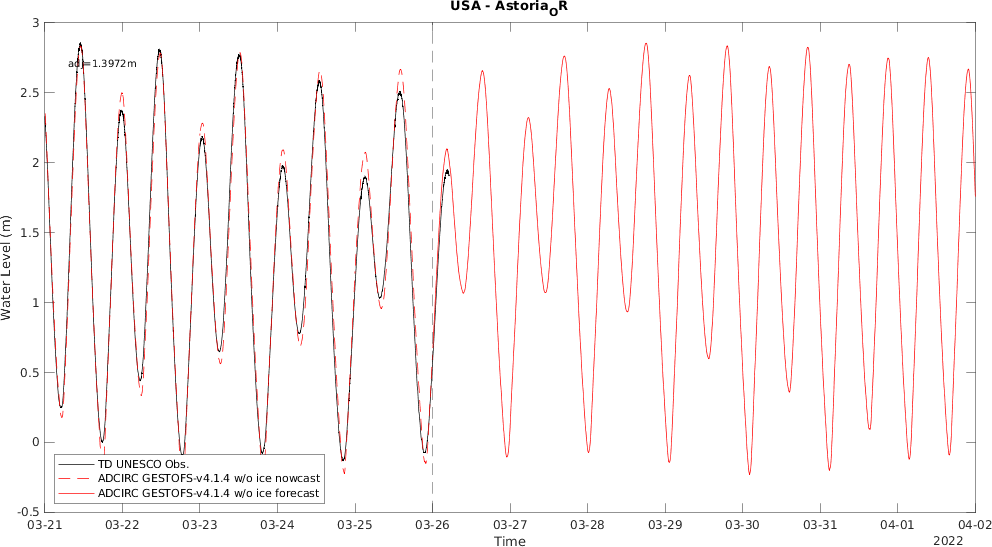 USA - AstoriaOR
3
adj=1.3972m
2.5
2
1.5
1
0.5
0
-0.5
Water Level (m)
TD UNESCO Obs.
ADCIRC GESTOFS-v4.1.4 w/o ice nowcast
ADCIRC GESTOFS-v4.1.4 w/o ice forecast
03-21 03-22 03-23 03-24 03-25 03-26 03-27 03-28 03-29 03-30 03-31 04-01 04-02
Time
2022